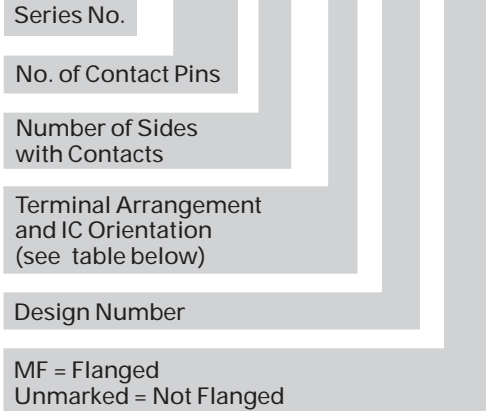 Series No.
No. of Contact Pins
Number of Sides
with Contacts
Terminal Arrangement
and IC Orientation
(see table below)
Design Number
MF = Flanged
Unmarked = Not Flanged